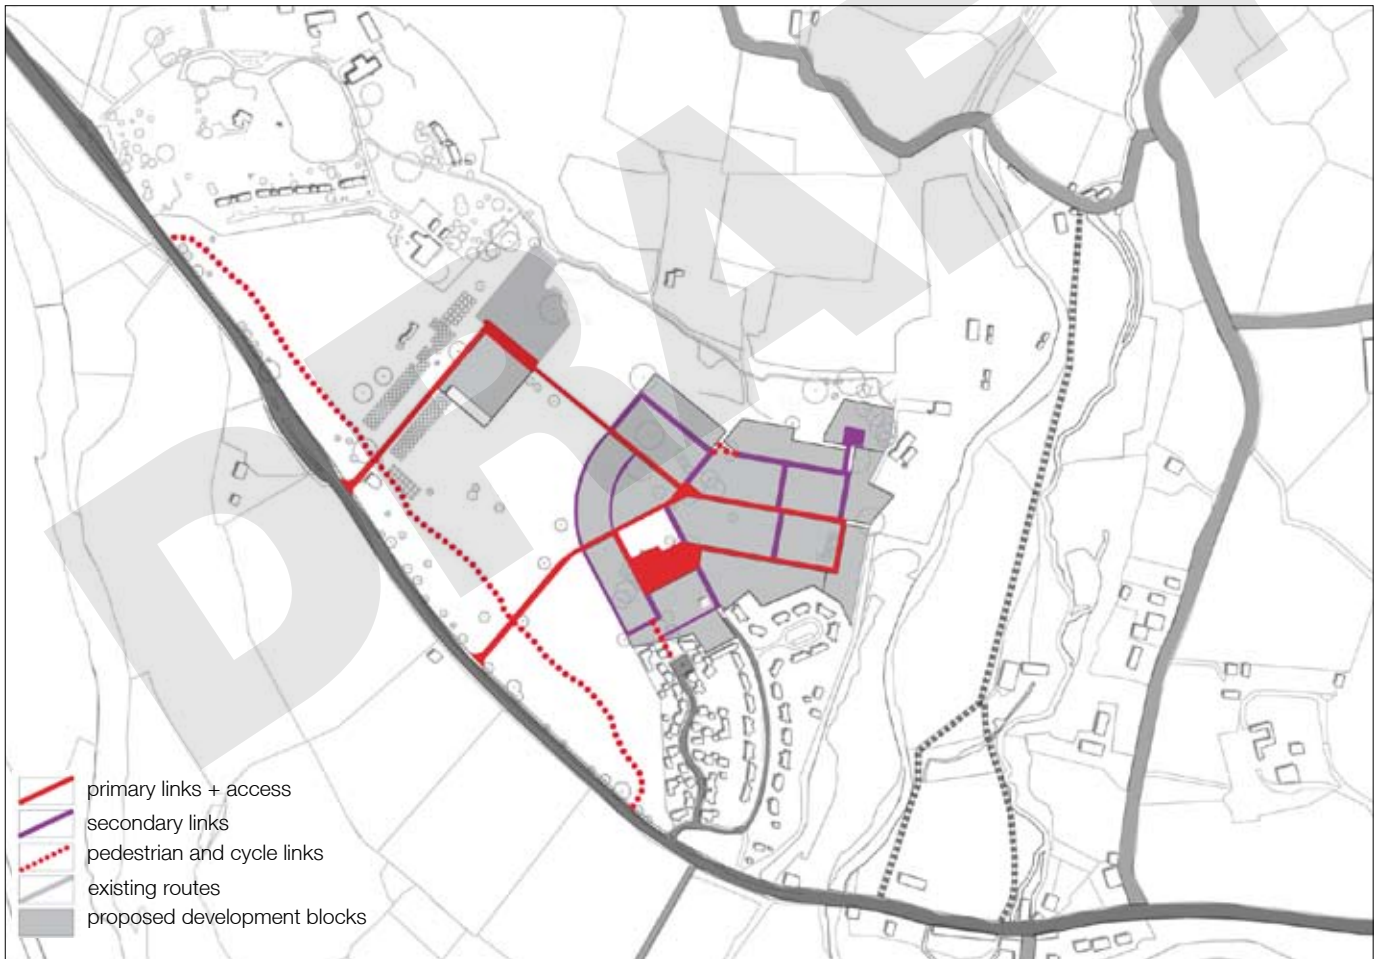 DRAFT
primary links + access
secondary links
pedestrian and cycle links
existing routes
proposed development blocks